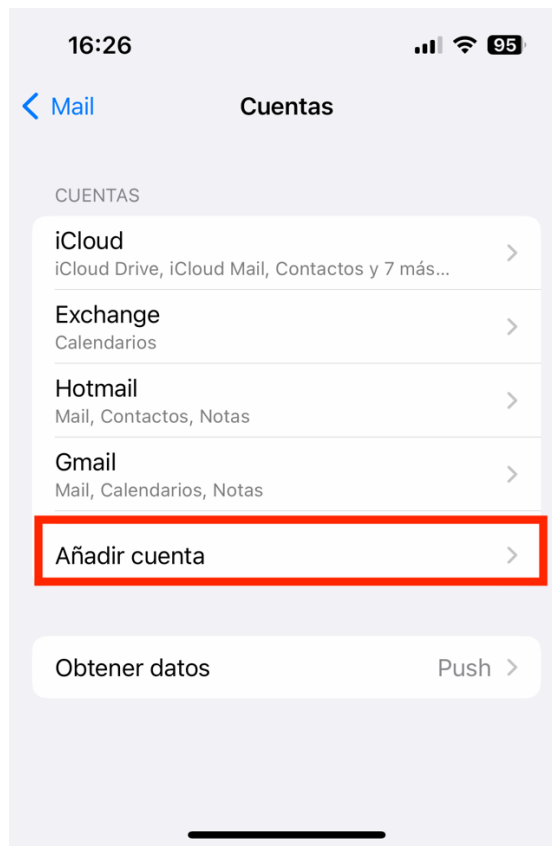 16:26
95
Mail
Cuentas
CUENTAS
iCloud
iCloud Drive, iCloud Mail, Contactos y 7 más...
Exchange
Calendarios
Hotmail
Mail, Contactos, Notas
Gmail
Mail, Calendarios, Notas
Añadir cuenta
Obtener datos
Push